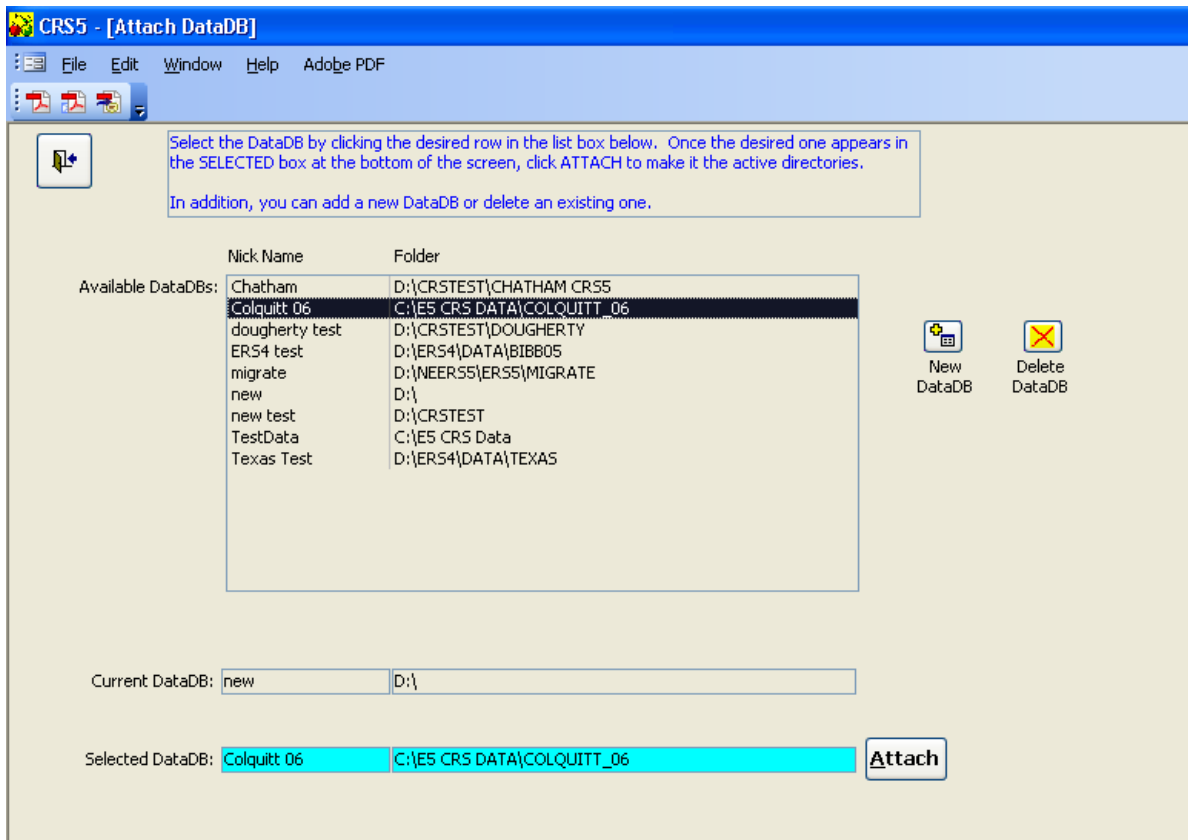 CRS5 - [Attach DataDB]
File Edit Window Help Adobe PDF
Select the DataDB by clicking the desired row in the list box below. Once the desired one appears in
the SELECTED box at the bottom of the screen, click ATTACH to make it the active directories.
In addition, you can add a new DataDB or delete an existing one.
Nick Name Folder
Available DataDBs: Chatham D:\CRSTEST\CHATHAM CRS5
Colquitt 06 C:\E5 CRS DATA\COLQUITT_06
dougherty test D:\CRSTEST\DOUGHERTY
ERS4 test D:\ERS4\DATA\BIBB05
migrate D:\NEERS5\ERS5\MIGRATE
new D:\
new test D:\CRSTEST
TestData C:\E5 CRS Data
Texas Test D:\ERS4\DATA\TEXAS
New Delete
DataDB DataDB
Current DataDB: new D:\
Selected DataDB: Colquitt 06 C:\E5 CRS DATA\COLQUITT_06 Attach